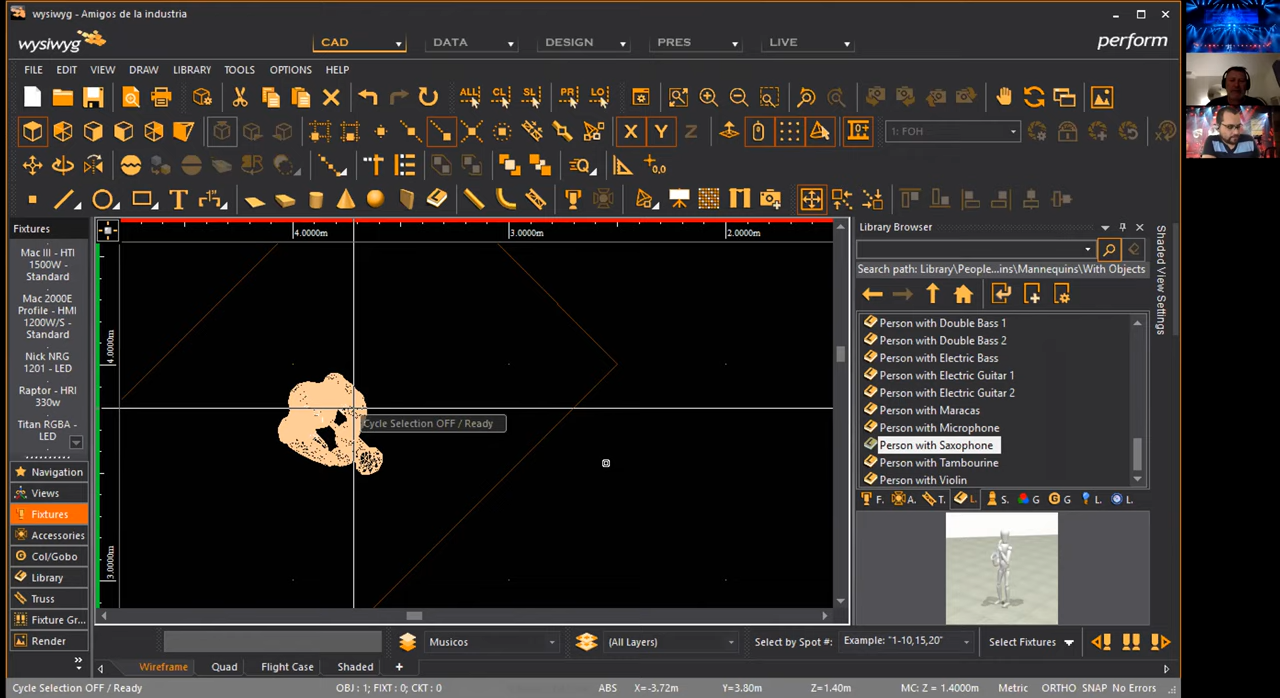 wysiwyg - Amigos de la industria
wysiwyg
CAD
DATA
DESIGN
PRES
LIVE
perform
FILE EDIT VIEW DRAW LIBRARY TOOLS OPTIONS HELP
ALL CL SL PR LO
X Y Z
1: FOH
Fixtures
Mac III - HTI
1500W -
Standard
Mac 2000E
Profile - HMI
1200W/S -
Standard
Nick NRG
1201 - LED
Raptor - HRI
330w
Titan RGBA -
LED
Navigation
Views
Fixtures
Accessories
Col/Gobo
Library
Truss
Fixture Gr...
Render
4.0000m
3.0000m
2.0000m
4.0000m
3.0000m
Cycle Selection OFF / Ready
Library Browser
Search path: Library\People...ins\Mannequins\With Objects
Person with Double Bass 1
Person with Double Bass 2
Person with Electric Bass
Person with Electric Guitar 1
Person with Electric Guitar 2
Person with Maracas
Person with Microphone
Person with Saxophone
Person with Tambourine
Person with Violin
F. A. T. L. S. G G L. L.
Shaded View Settings
Musicos
(All Layers)
Select by Spot #:
Example: "1-10,15,20"
Select Fixtures
Wireframe
Quad
Flight Case
Shaded
+
Cycle Selection OFF / Ready
OBJ : 1; FIXT : 0; CKT : 0
ABS
X=-3.72m
Y=3.80m
Z=1.40m
MC: Z = 1.4000m
ORTHO
SNAP
No Errors
Metric